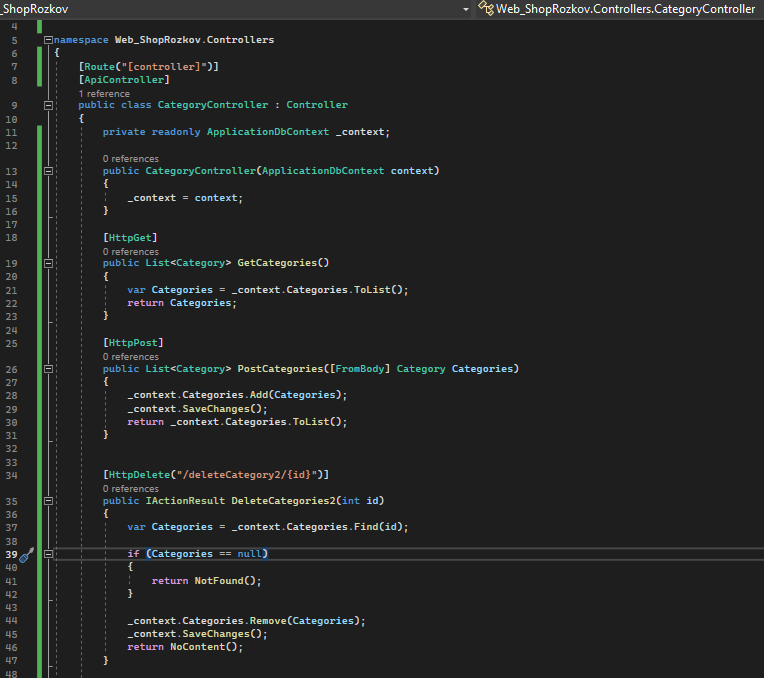 _ShopRozkov
Web_ShopRozkov.Controllers.CategoryController
4
5 namespace Web_ShopRozkov.Controllers
6 {
7 [Route("[controller]")]
8 [ApiController]
1 reference
9 public class CategoryController : Controller
10 {
11 private readonly ApplicationDbContext _context;
12
0 references
13 public CategoryController(ApplicationDbContext context)
14 {
15 _context = context;
16 }
17
18 [HttpGet]
0 references
19 public List<Category> GetCategories()
20 {
21 var Categories = _context.Categories.ToList();
22 return Categories;
23 }
24
25 [HttpPost]
0 references
26 public List<Category> PostCategories([FromBody] Category Categories)
27 {
28 _context.Categories.Add(Categories);
29 _context.SaveChanges();
30 return _context.Categories.ToList();
31 }
32
33
34 [HttpDelete("/deleteCategory2/{id}")]
0 references
35 public IActionResult DeleteCategories2(int id)
36 {
37 var Categories = _context.Categories.Find(id);
38
39 if (Categories == null)
40 {
41 return NotFound();
42 }
43
44 _context.Categories.Remove(Categories);
45 _context.SaveChanges();
46 return NoContent();
47 }
48